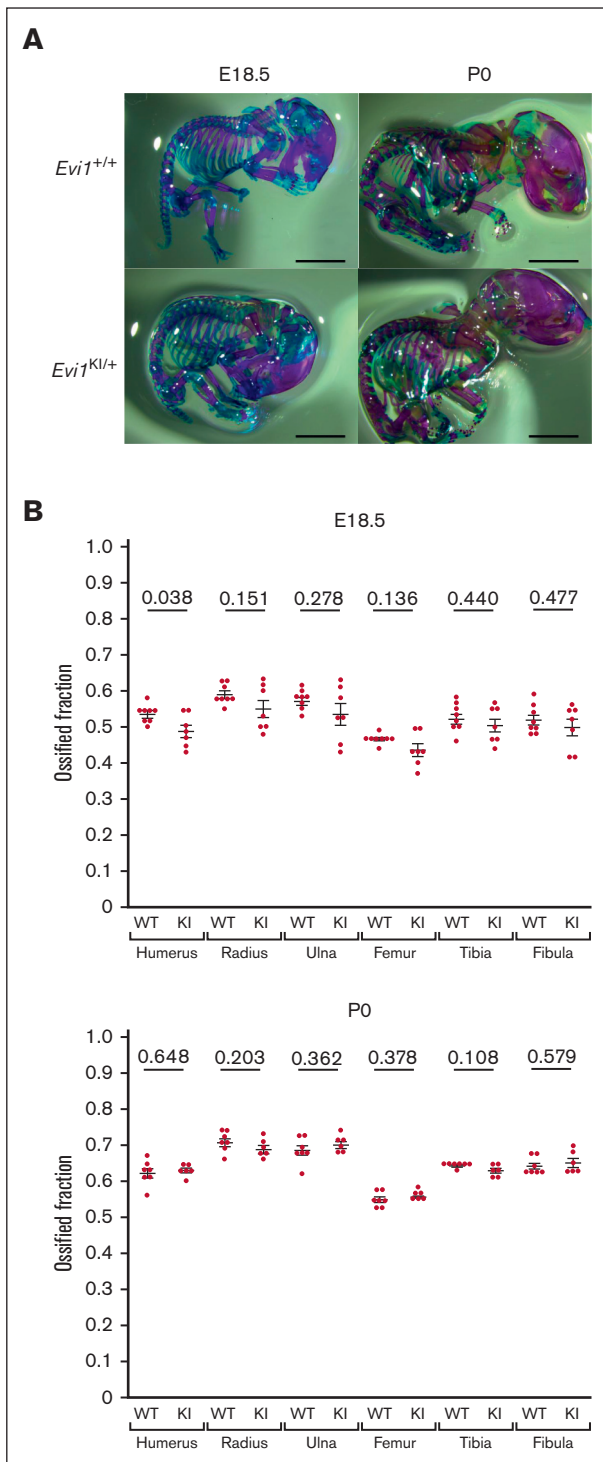 A
E18.5 P0
Evi1+/+
Evi1KI/+
B
E18.5
1.0
0.9
0.8
0.7
0.6
0.5
0.4
0.3
0.2
0.1
0
Ossified fraction
0.038 0.151 0.278 0.136 0.440 0.477
WT KI WT KI WT KI WT KI WT KI WT KI
Humerus Radius Ulna Femur Tibia Fibula
P0
1.0
0.9
0.8
0.7
0.6
0.5
0.4
0.3
0.2
0.1
0
Ossified fraction
0.648 0.203 0.362 0.378 0.108 0.579
WT KI WT KI WT KI WT KI WT KI WT KI
Humerus Radius Ulna Femur Tibia Fibula